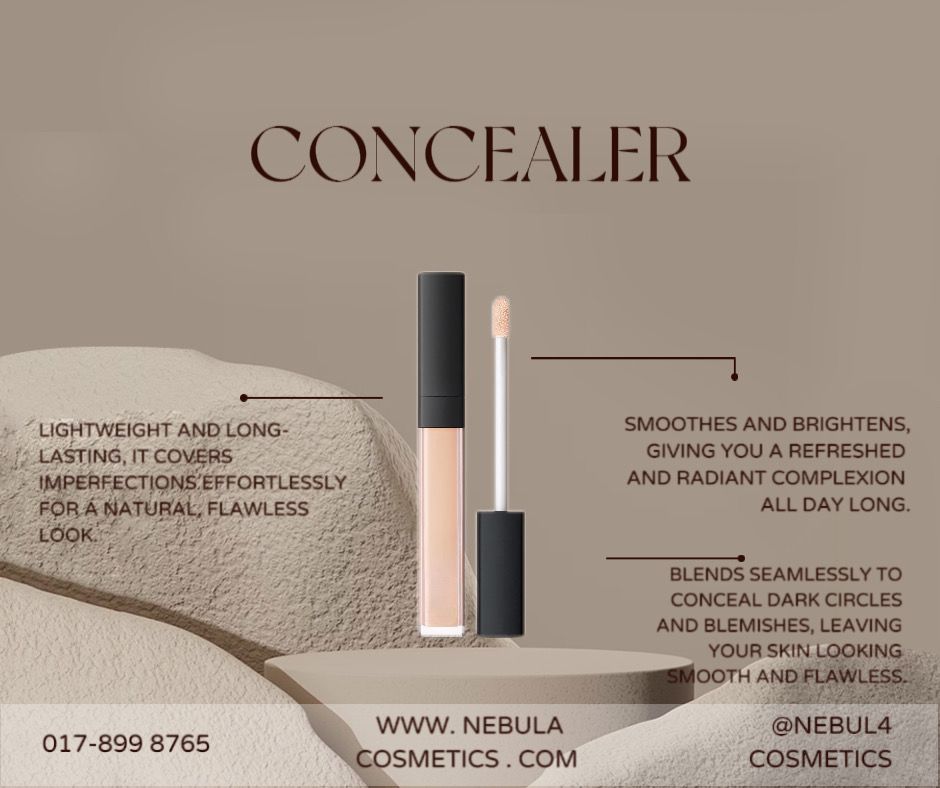 CONCEALER
LIGHTWEIGHT AND LONG-
LASTING, IT COVERS
IMPERFECTIONS EFFORTLESSLY
FOR A NATURAL, FLAWLESS
LOOK.
SMOOTHES AND BRIGHTENS,
GIVING YOU A REFRESHED
AND RADIANT COMPLEXION
ALL DAY LONG.
BLENDS SEAMLESSLY TO
CONCEAL DARK CIRCLES
AND BLEMISHES, LEAVING
YOUR SKIN LOOKING
SMOOTH AND FLAWLESS.
017-899 8765
WWW. NEBULA
COSMETICS . COM
@NEBUL4
COSMETICS